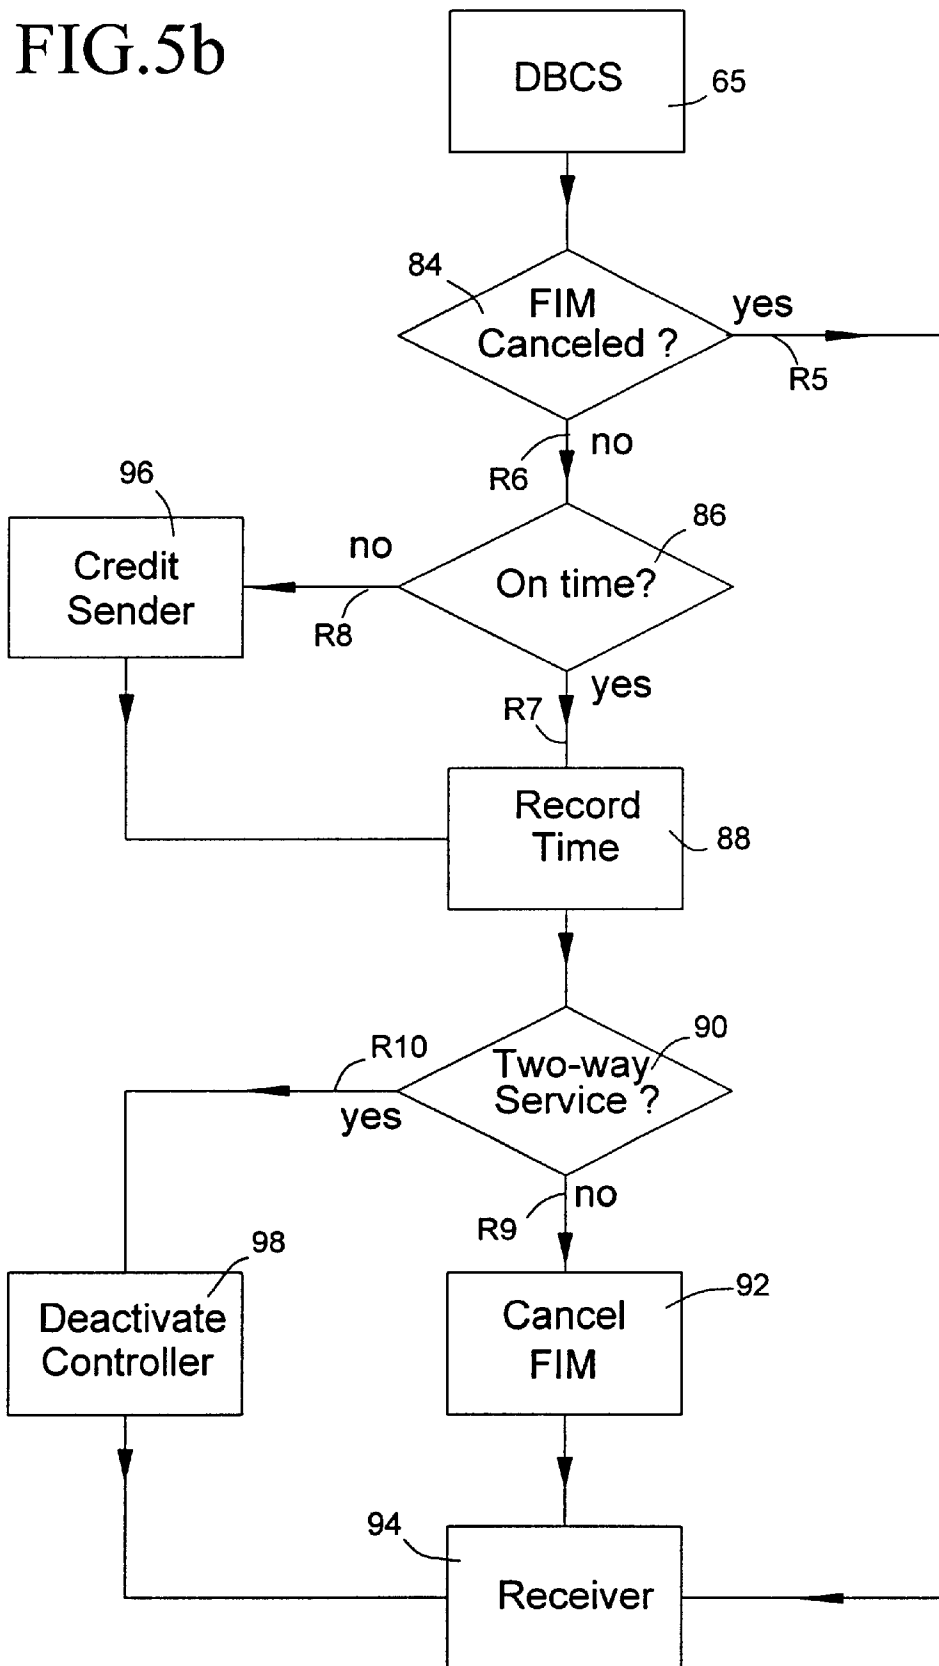 FIG.5b
DBCS
65
84
FIM
Canceled ?
yes
R5
R6
no
96
Credit
Sender
no
R8
86
On time?
yes
R7
Record
Time
88
R10
yes
90
Two-way
Service ?
R9
no
98
Deactivate
Controller
92
Cancel
FIM
94
Receiver